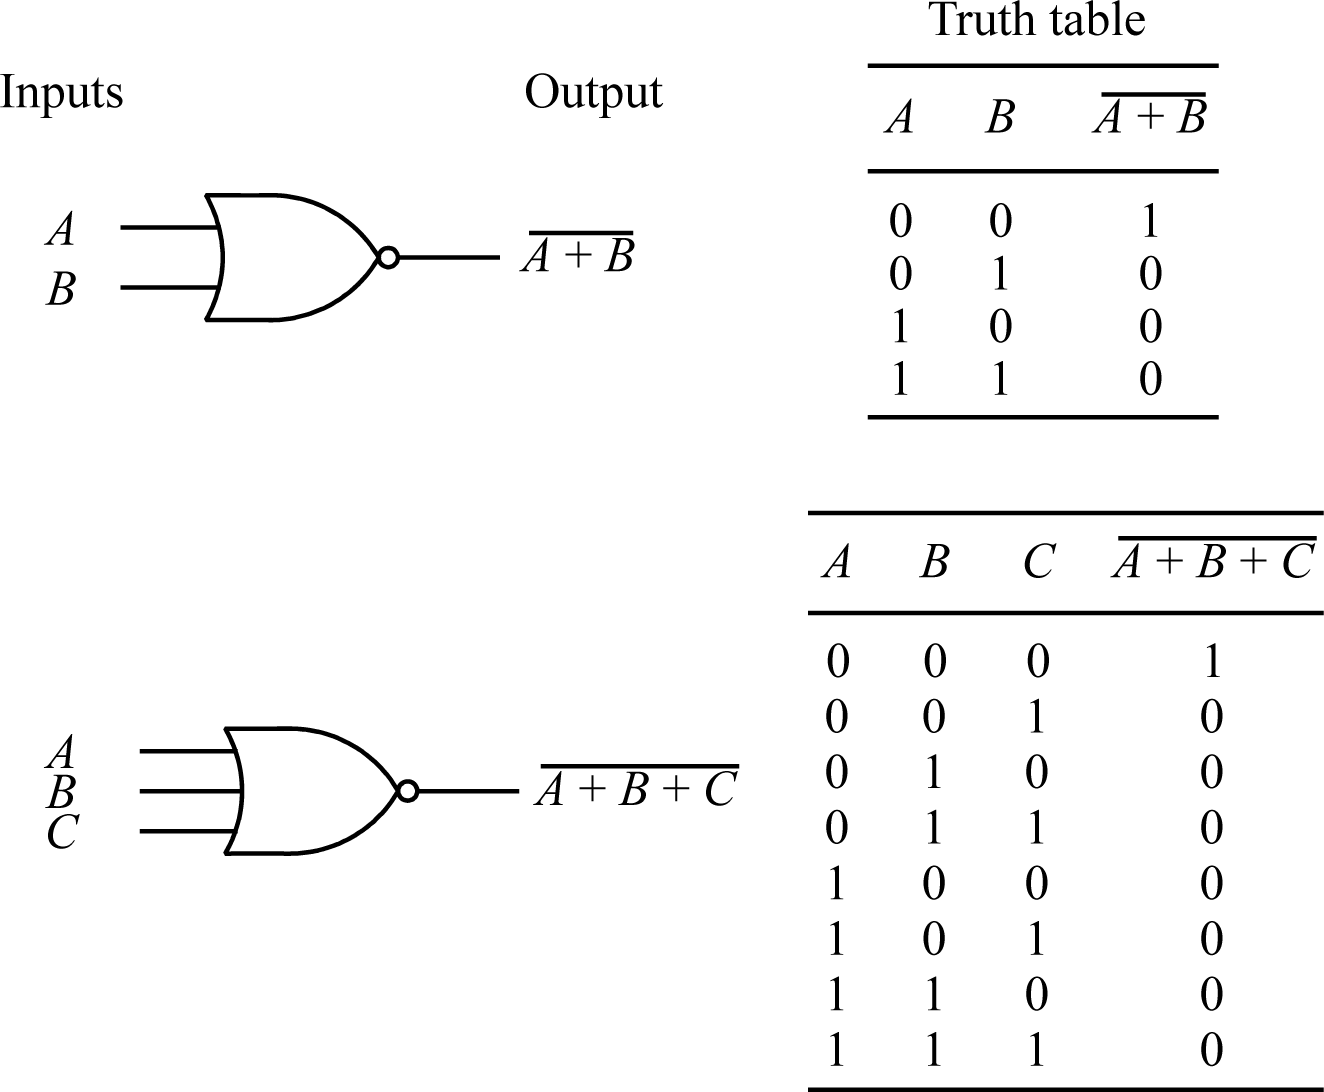 Truth table
Inputs Output
A B A̅ ̅+̅ ̅B̅
A
B
A̅ ̅+̅ ̅B̅
0 0 1
0 1 0
1 0 0
1 1 0
A B C A̅ ̅+̅ ̅B̅ ̅+̅ ̅C̅
A
B
C
A̅ ̅+̅ ̅B̅ ̅+̅ ̅C̅
0 0 0 1
0 0 1 0
0 1 0 0
0 1 1 0
1 0 0 0
1 0 1 0
1 1 0 0
1 1 1 0